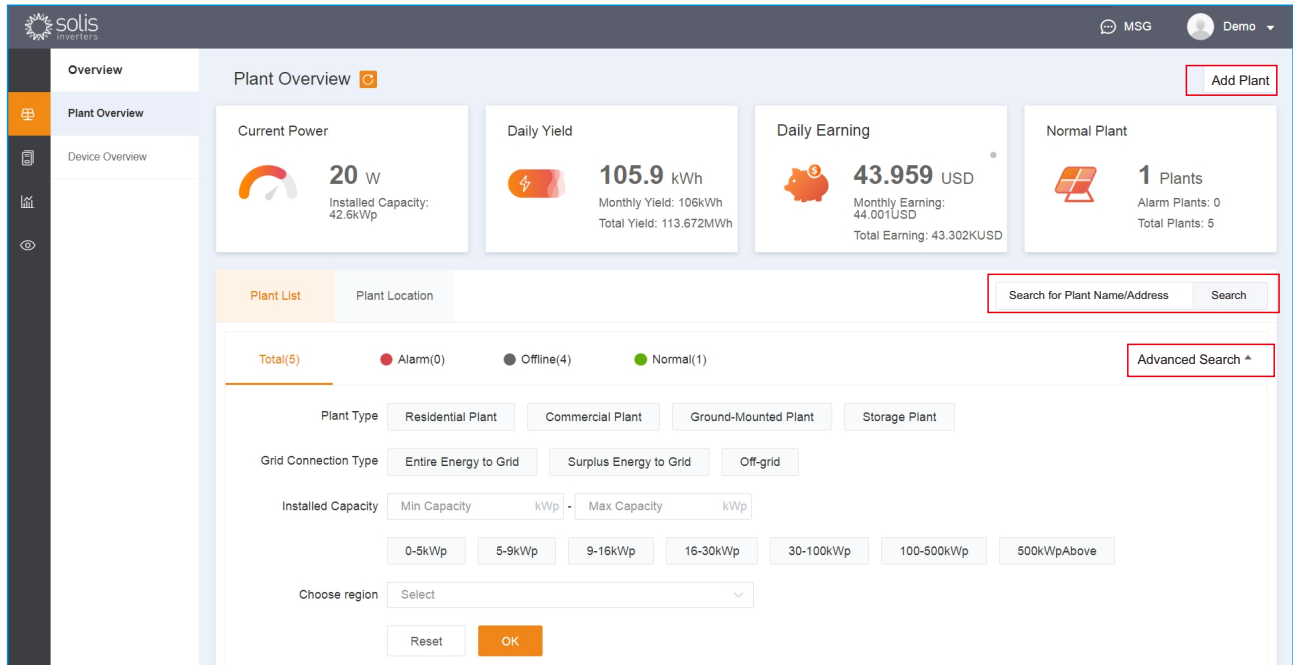 solis
inverters
MSG
Demo
Overview
Plant Overview
Device Overview
Plant Overview
Add Plant
Current Power
20 W
Installed Capacity:
42.6kWp
Daily Yield
105.9 kWh
Monthly Yield: 106kWh
Total Yield: 113.672MWh
Daily Earning
43.959 USD
Monthly Earning:
44.001USD
Total Earning: 43.302KUSD
Normal Plant
1 Plants
Alarm Plants: 0
Total Plants: 5
Plant List Plant Location
Search for Plant Name/Address Search
Total(5) Alarm(0) Offline(4) Normal(1) Advanced Search
Plant Type Residential Plant Commercial Plant Ground-Mounted Plant Storage Plant
Grid Connection Type Entire Energy to Grid Surplus Energy to Grid Off-grid
Installed Capacity Min Capacity kWp - Max Capacity kWp
0-5kWp 5-9kWp 9-16kWp 16-30kWp 30-100kWp 100-500kWp 500kWpAbove
Choose region Select
Reset OK